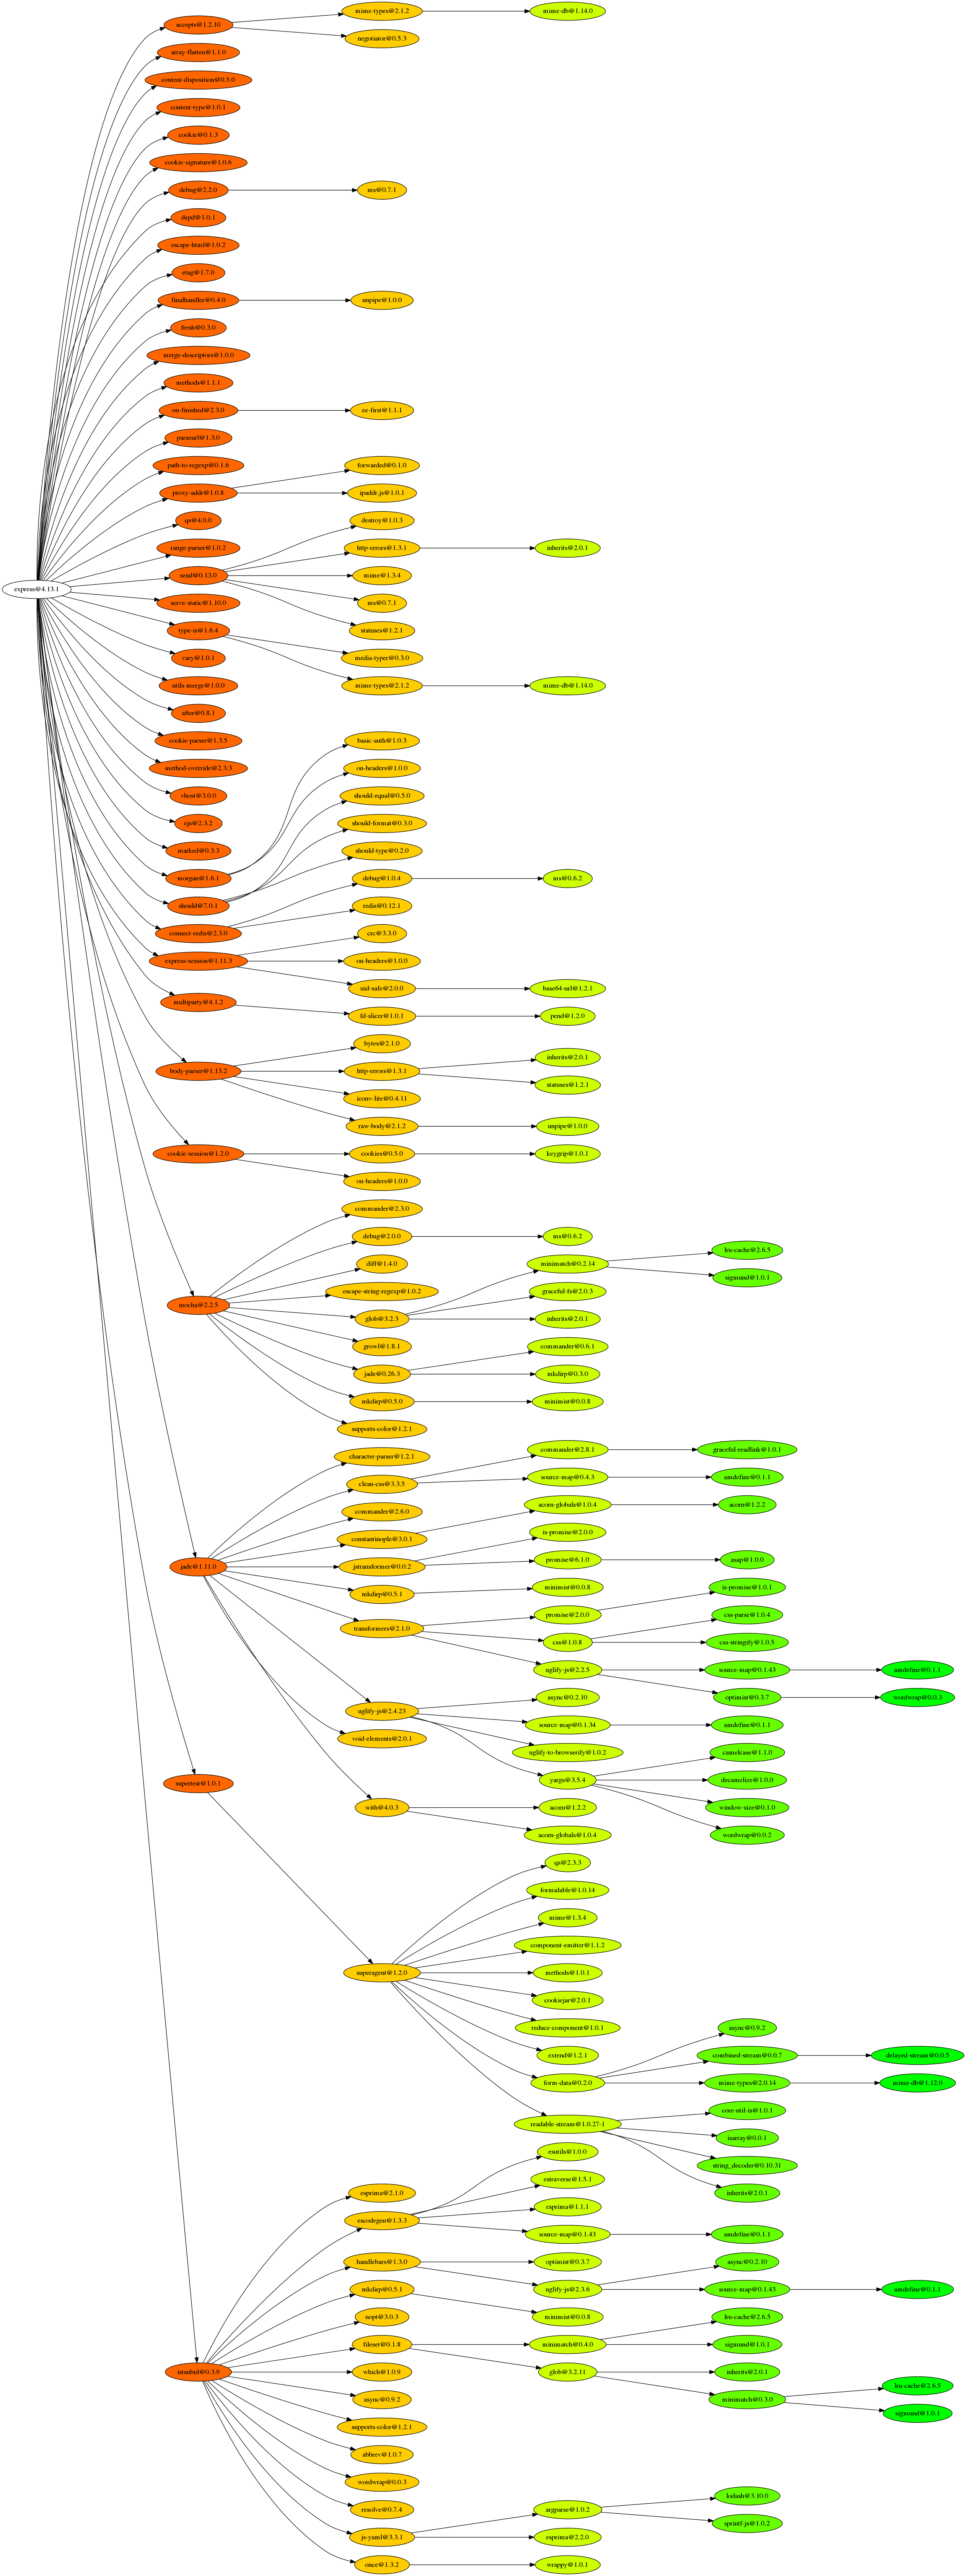 mime-types@2.1.2
mime-db@1.14.0
accepts@1.2.10
negotiator@0.5.3
array-flatten@1.1.0
content-disposition@0.5.0
content-type@1.0.1
cookie@0.1.3
cookie-signature@1.0.6
debug@2.2.0
ms@0.7.1
depd@1.0.1
escape-html@1.0.2
etag@1.7.0
finalhandler@0.4.0
unpipe@1.0.0
fresh@0.3.0
merge-descriptors@1.0.0
methods@1.1.1
on-finished@2.3.0
ee-first@1.1.1
parseurl@1.3.0
path-to-regexp@0.1.6
forwarded@0.1.0
proxy-addr@1.0.8
ipaddr.js@1.0.1
qs@4.0.0
destroy@1.0.3
range-parser@1.0.2
http-errors@1.3.1
inherits@2.0.1
send@0.13.0
mime@1.3.4
express@4.13.1
serve-static@1.10.0
ms@0.7.1
type-is@1.6.4
statuses@1.2.1
vary@1.0.1
media-typer@0.3.0
utils-merge@1.0.0
mime-types@2.1.2
mime-db@1.14.0
after@0.8.1
cookie-parser@1.3.5
basic-auth@1.0.3
method-override@2.3.3
on-headers@1.0.0
vhost@3.0.0
should-equal@0.5.0
ejs@2.3.2
should-format@0.3.0
marked@0.3.3
should-type@0.2.0
morgan@1.6.1
debug@1.0.4
ms@0.6.2
should@7.0.1
redis@0.12.1
connect-redis@2.3.0
crc@3.3.0
express-session@1.11.3
on-headers@1.0.0
uid-safe@2.0.0
base64-url@1.2.1
multiparty@4.1.2
fd-slicer@1.0.1
pend@1.2.0
bytes@2.1.0
inherits@2.0.1
body-parser@1.13.2
http-errors@1.3.1
statuses@1.2.1
iconv-lite@0.4.11
raw-body@2.1.2
unpipe@1.0.0
cookie-session@1.2.0
cookies@0.5.0
keygrip@1.0.1
on-headers@1.0.0
commander@2.3.0
debug@2.0.0
ms@0.6.2
lru-cache@2.6.5
diff@1.4.0
minimatch@0.2.14
sigmund@1.0.1
escape-string-regexp@1.0.2
graceful-fs@2.0.3
mocha@2.2.5
glob@3.2.3
inherits@2.0.1
growl@1.8.1
commander@0.6.1
jade@0.26.3
mkdirp@0.3.0
mkdirp@0.5.0
minimist@0.0.8
supports-color@1.2.1
commander@2.8.1
graceful-readlink@1.0.1
character-parser@1.2.1
source-map@0.4.3
amdefine@0.1.1
clean-css@3.3.5
acorn-globals@1.0.4
acorn@1.2.2
commander@2.6.0
is-promise@2.0.0
constantinople@3.0.1
promise@6.1.0
asap@1.0.0
jade@1.11.0
jstransformer@0.0.2
minimist@0.0.8
is-promise@1.0.1
mkdirp@0.5.1
promise@2.0.0
css-parse@1.0.4
transformers@2.1.0
css@1.0.8
css-stringify@1.0.5
uglify-js@2.2.5
source-map@0.1.43
amdefine@0.1.1
async@0.2.10
optimist@0.3.7
wordwrap@0.0.3
uglify-js@2.4.23
source-map@0.1.34
amdefine@0.1.1
void-elements@2.0.1
uglify-to-browserify@1.0.2
camelcase@1.1.0
supertest@1.0.1
yargs@3.5.4
decamelize@1.0.0
with@4.0.3
acorn@1.2.2
window-size@0.1.0
acorn-globals@1.0.4
wordwrap@0.0.2
qs@2.3.3
formidable@1.0.14
mime@1.3.4
component-emitter@1.1.2
superagent@1.2.0
methods@1.0.1
cookiejar@2.0.1
reduce-component@1.0.1
async@0.9.2
extend@1.2.1
combined-stream@0.0.7
delayed-stream@0.0.5
form-data@0.2.0
mime-types@2.0.14
mime-db@1.12.0
core-util-is@1.0.1
readable-stream@1.0.27-1
isarray@0.0.1
esutils@1.0.0
string_decoder@0.10.31
estraverse@1.5.1
inherits@2.0.1
esprima@2.1.0
esprima@1.1.1
escodegen@1.3.3
source-map@0.1.43
amdefine@0.1.1
handlebars@1.3.0
optimist@0.3.7
async@0.2.10
mkdirp@0.5.1
uglify-js@2.3.6
source-map@0.1.43
amdefine@0.1.1
nopt@3.0.3
minimist@0.0.8
lru-cache@2.6.5
fileset@0.1.8
minimatch@0.4.0
sigmund@1.0.1
istanbul@0.3.9
which@1.0.9
glob@3.2.11
inherits@2.0.1
lru-cache@2.6.5
async@0.9.2
minimatch@0.3.0
sigmund@1.0.1
supports-color@1.2.1
abbrev@1.0.7
wordwrap@0.0.3
lodash@3.10.0
resolve@0.7.4
argparse@1.0.2
sprintf-js@1.0.2
js-yaml@3.3.1
esprima@2.2.0
once@1.3.2
wrappy@1.0.1